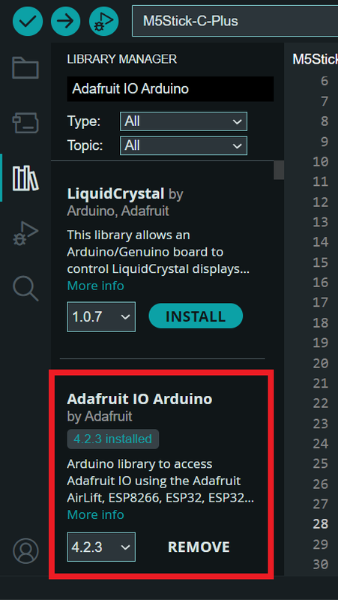 M5Stick-C-Plus
LIBRARY MANAGER
Adafruit IO Arduino
Type: All
Topic: All
LiquidCrystal by
Arduino, Adafruit
This library allows an
Arduino/Genuino board to
control LiquidCrystal displays...
More info
1.0.7 INSTALL
Adafruit IO Arduino
by Adafruit
4.2.3 installed
Arduino library to access
Adafruit IO using the Adafruit
AirLift, ESP8266, ESP32, ESP32...
More info
4.2.3 REMOVE
M5Stick
6
7
8
9
10
11
12
13
14
15
16
17
18
19
20
21
22
23
24
25
26
27
28
29
30